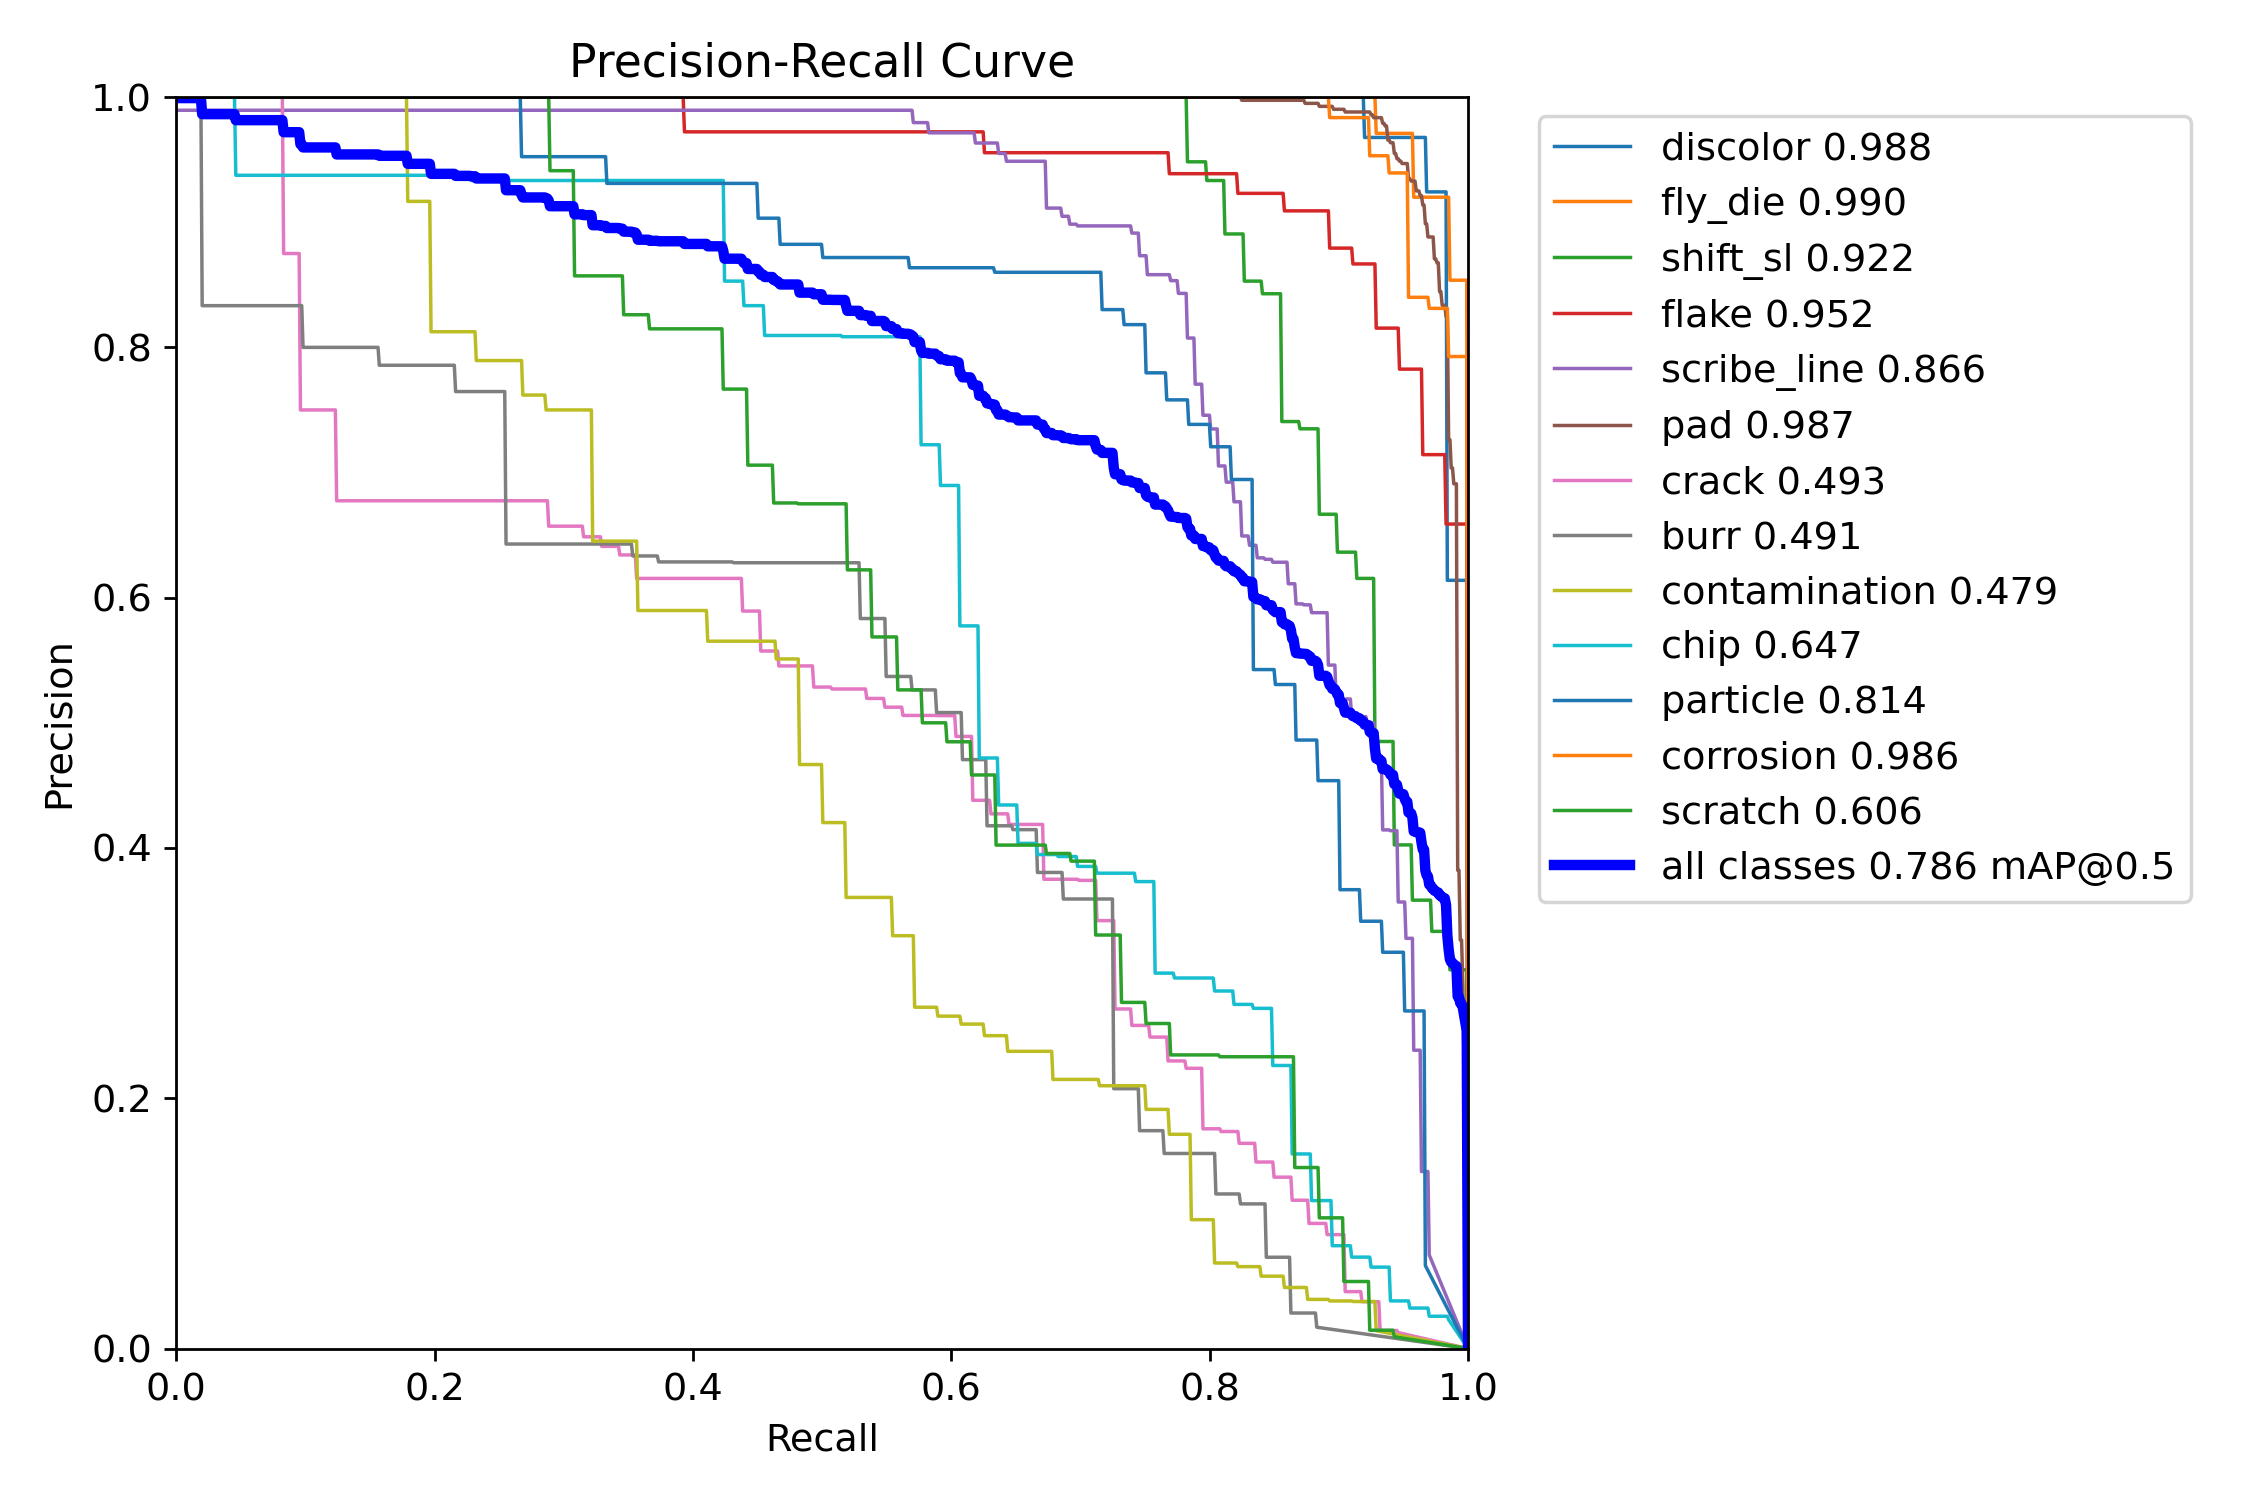 Precision-Recall Curve
1.0
0.8
0.6
0.4
0.2
0.0
Precision
0.0 0.2 0.4 0.6 0.8 1.0
Recall
discolor 0.988
fly_die 0.990
shift_sl 0.922
flake 0.952
scribe_line 0.866
pad 0.987
crack 0.493
burr 0.491
contamination 0.479
chip 0.647
particle 0.814
corrosion 0.986
scratch 0.606
all classes 0.786 mAP@0.5